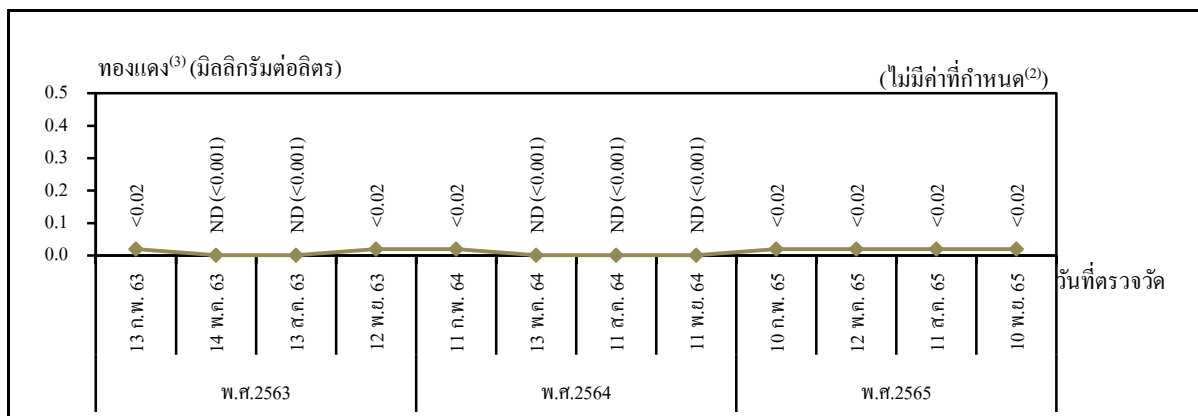 ทองแดง(3) (มิลลิกรัมต่อลิตร)
(ไม่มีค่าที่กำหนด(2))
0.5
0.4
0.3
0.2
0.1
0.0
<0.02
ND (<0.001)
ND (<0.001)
<0.02
<0.02
ND (<0.001)
ND (<0.001)
ND (<0.001)
<0.02
<0.02
<0.02
<0.02
13 ก.พ. 63
14 พ.ค. 63
13 ส.ค. 63
12 พ.ย. 63
11 ก.พ. 64
13 พ.ค. 64
11 ส.ค. 64
11 พ.ย. 64
10 ก.พ. 65
12 พ.ค. 65
11 ส.ค. 65
10 พ.ย. 65
วันที่ตรวจวัด
พ.ศ.2563
พ.ศ.2564
พ.ศ.2565